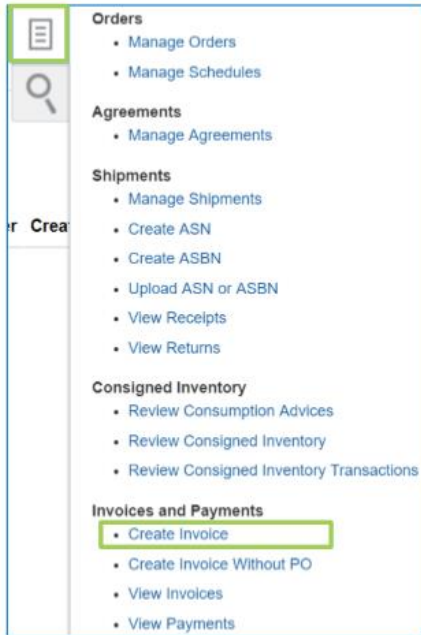 Orders
• Manage Orders
• Manage Schedules
Agreements
• Manage Agreements
Shipments
• Manage Shipments
• Create ASN
• Create ASBN
• Upload ASN or ASBN
• View Receipts
• View Returns
Consigned Inventory
• Review Consumption Advices
• Review Consigned Inventory
• Review Consigned Inventory Transactions
Invoices and Payments
• Create Invoice
• Create Invoice Without PO
• View Invoices
• View Payments